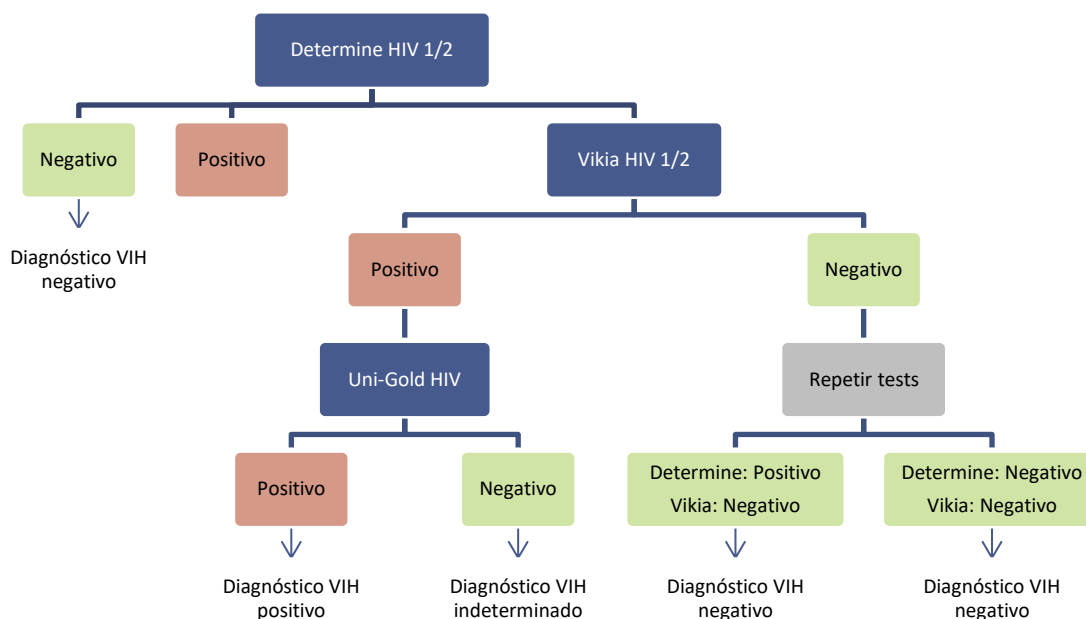 Determine HIV 1/2
Negativo
Positivo
Vikia HIV 1/2
Diagnóstico VIH
negativo
Positivo
Negativo
Uni-Gold HIV
Repetir tests
Positivo
Negativo
Determine: Positivo
Vikia: Negativo
Determine: Negativo
Vikia: Negativo
Diagnóstico VIH
positivo
Diagnóstico VIH
indeterminado
Diagnóstico VIH
negativo
Diagnóstico VIH
negativo